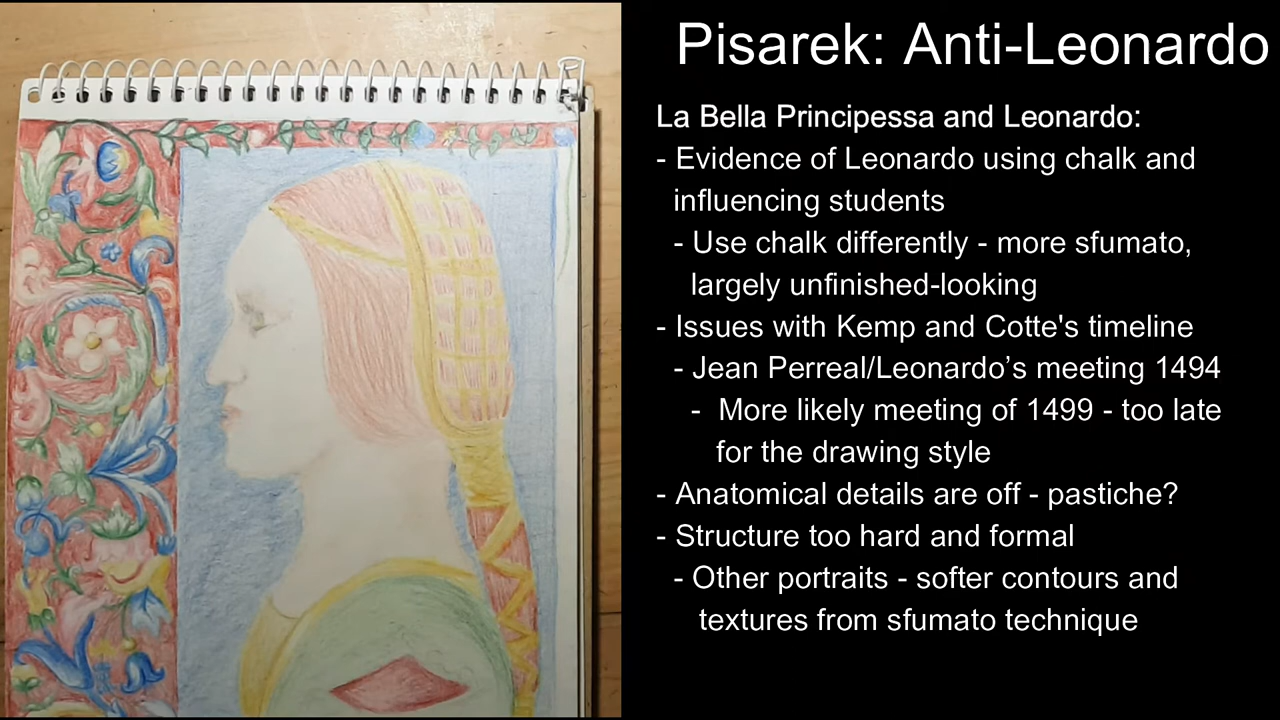 Pisarek: Anti-Leonardo
La Bella Principessa and Leonardo:
- Evidence of Leonardo using chalk and
influencing students
- Use chalk differently - more sfumato,
largely unfinished-looking
- Issues with Kemp and Cotte's timeline
- Jean Perreal/Leonardo’s meeting 1494
- More likely meeting of 1499 - too late
for the drawing style
- Anatomical details are off - pastiche?
- Structure too hard and formal
- Other portraits - softer contours and
textures from sfumato technique